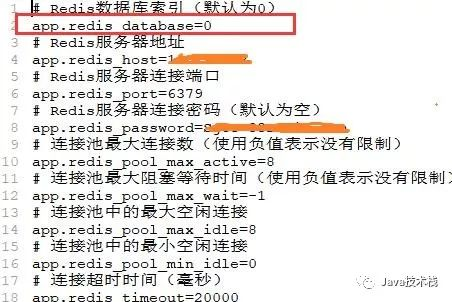 1 # Redis数据库索引（默认为0）
2 app.redis_database=0
3 # Redis服务器地址
4 app.redis_host=
5 # Redis服务器连接端口
6 app.redis_port=6379
7 # Redis服务器连接密码（默认为空）
8 app.redis_password=
9 # 连接池最大连接数（使用负值表示没有限制）
10 app.redis_pool_max_active=8
11 # 连接池最大阻塞等待时间（使用负值表示没有限制）
12 app.redis_pool_max_wait=-1
13 # 连接池中的最大空闲连接
14 app.redis_pool_max_idle=8
15 # 连接池中的最小空闲连接
16 app.redis_pool_min_idle=0
17 # 连接超时时间（毫秒）
18 app.redis_timeout=20000
Java技术栈